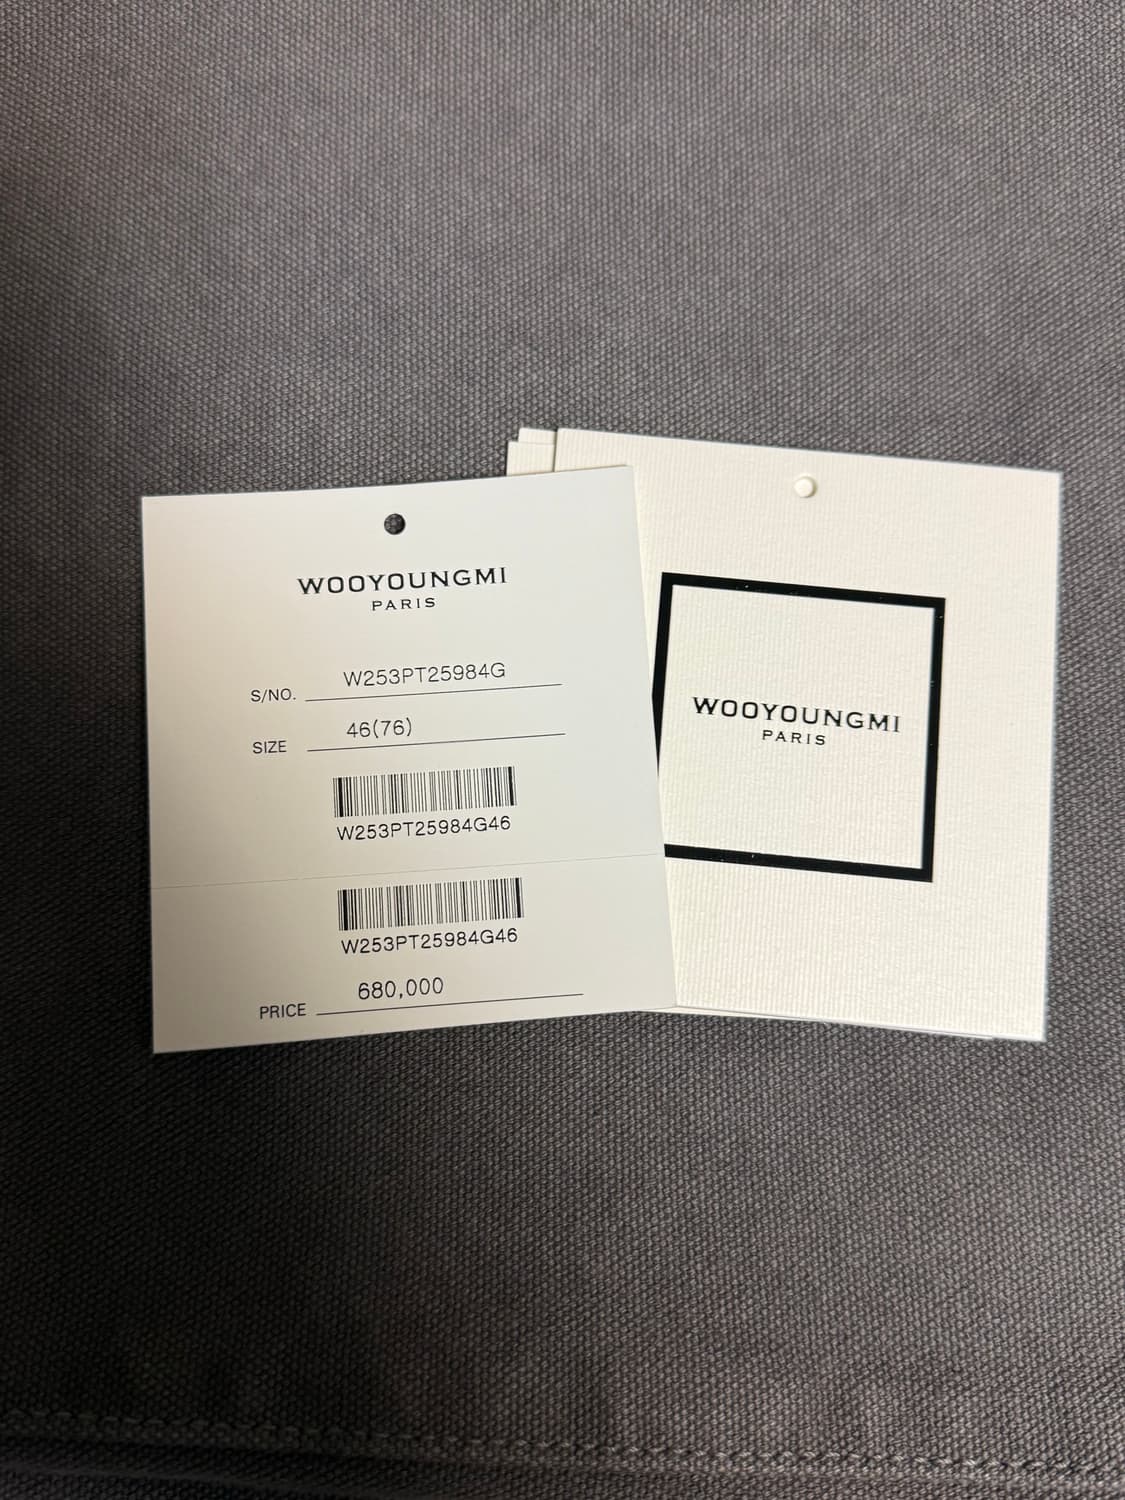 WOOYOUNGMI
PARIS
S/NO. W253PT25984G
SIZE 46(76)
W253PT25984G46
W253PT25984G46
PRICE 680,000
WOOYOUNGMI
PARIS